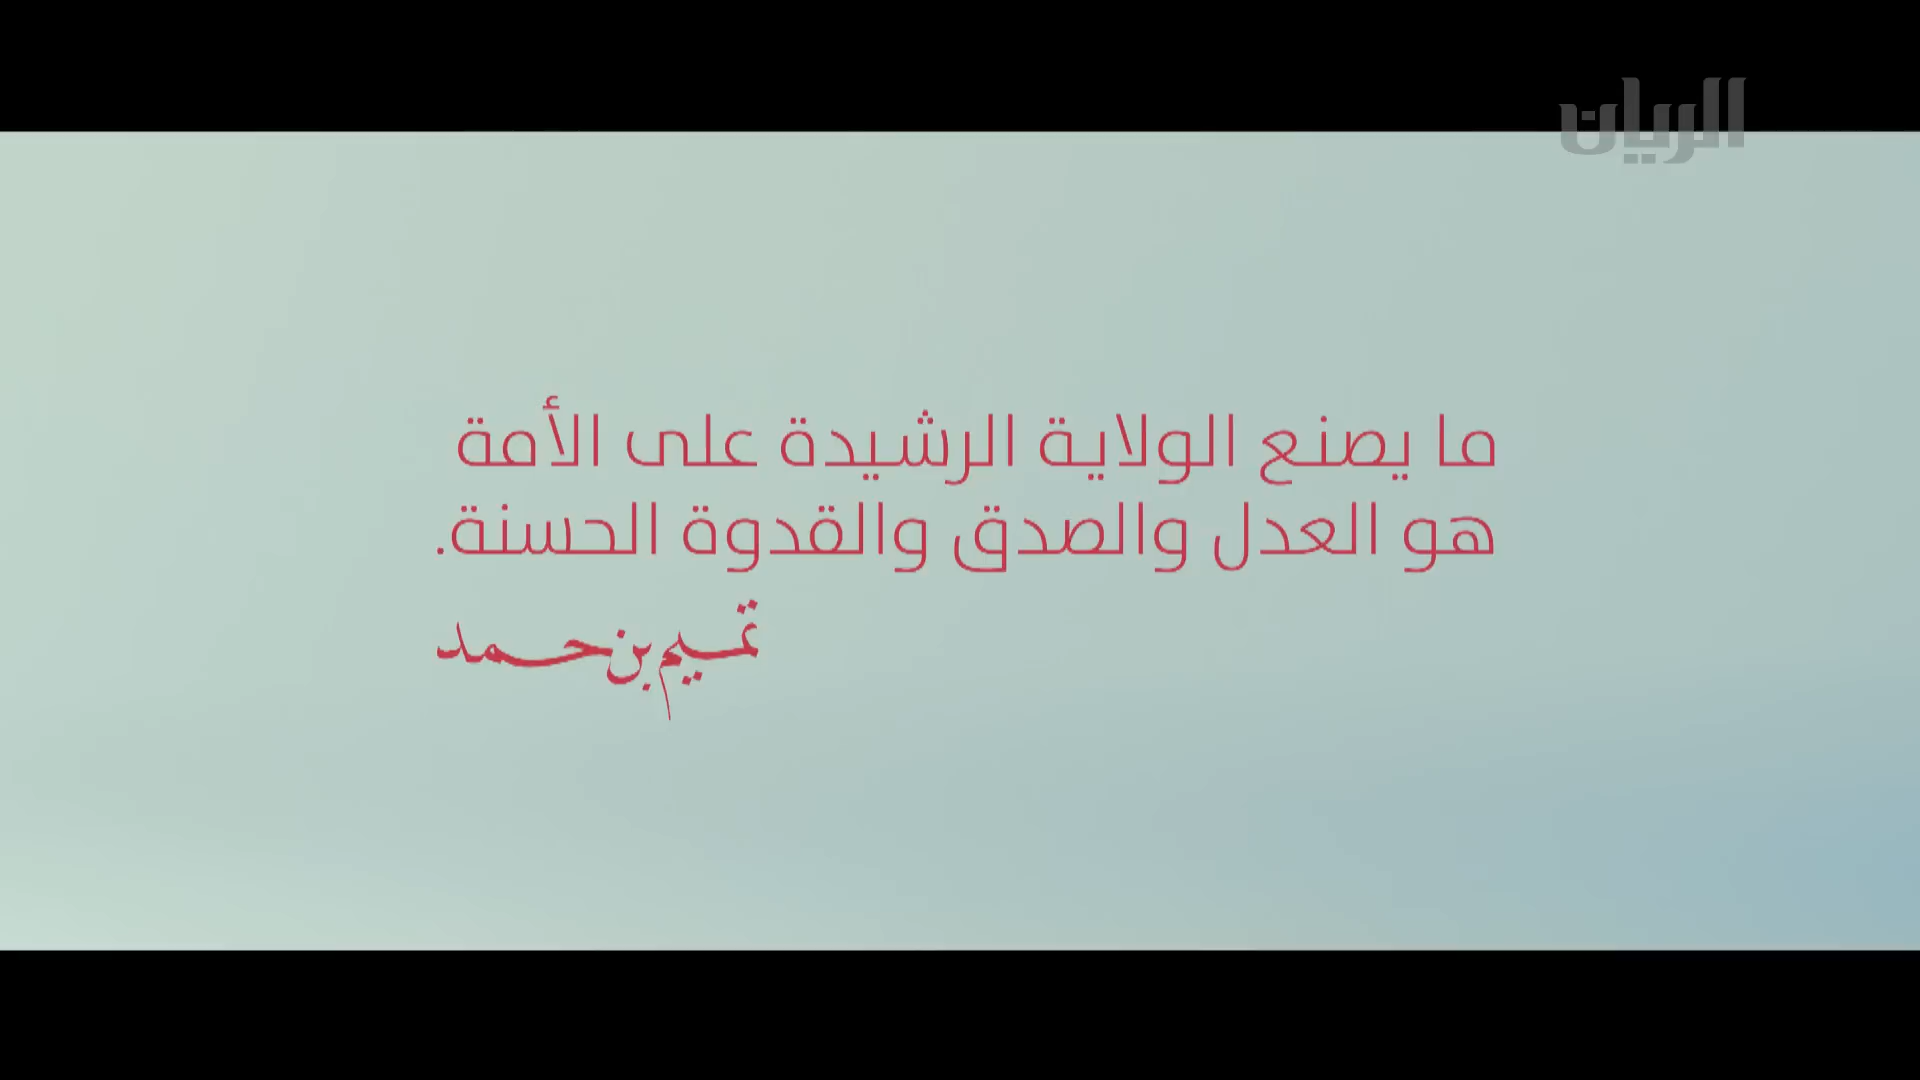 الريان
ما يصنع الولاية الرشيدة على الأمة
هو العدل والصدق والقدوة الحسنة.
تميم بن حمد